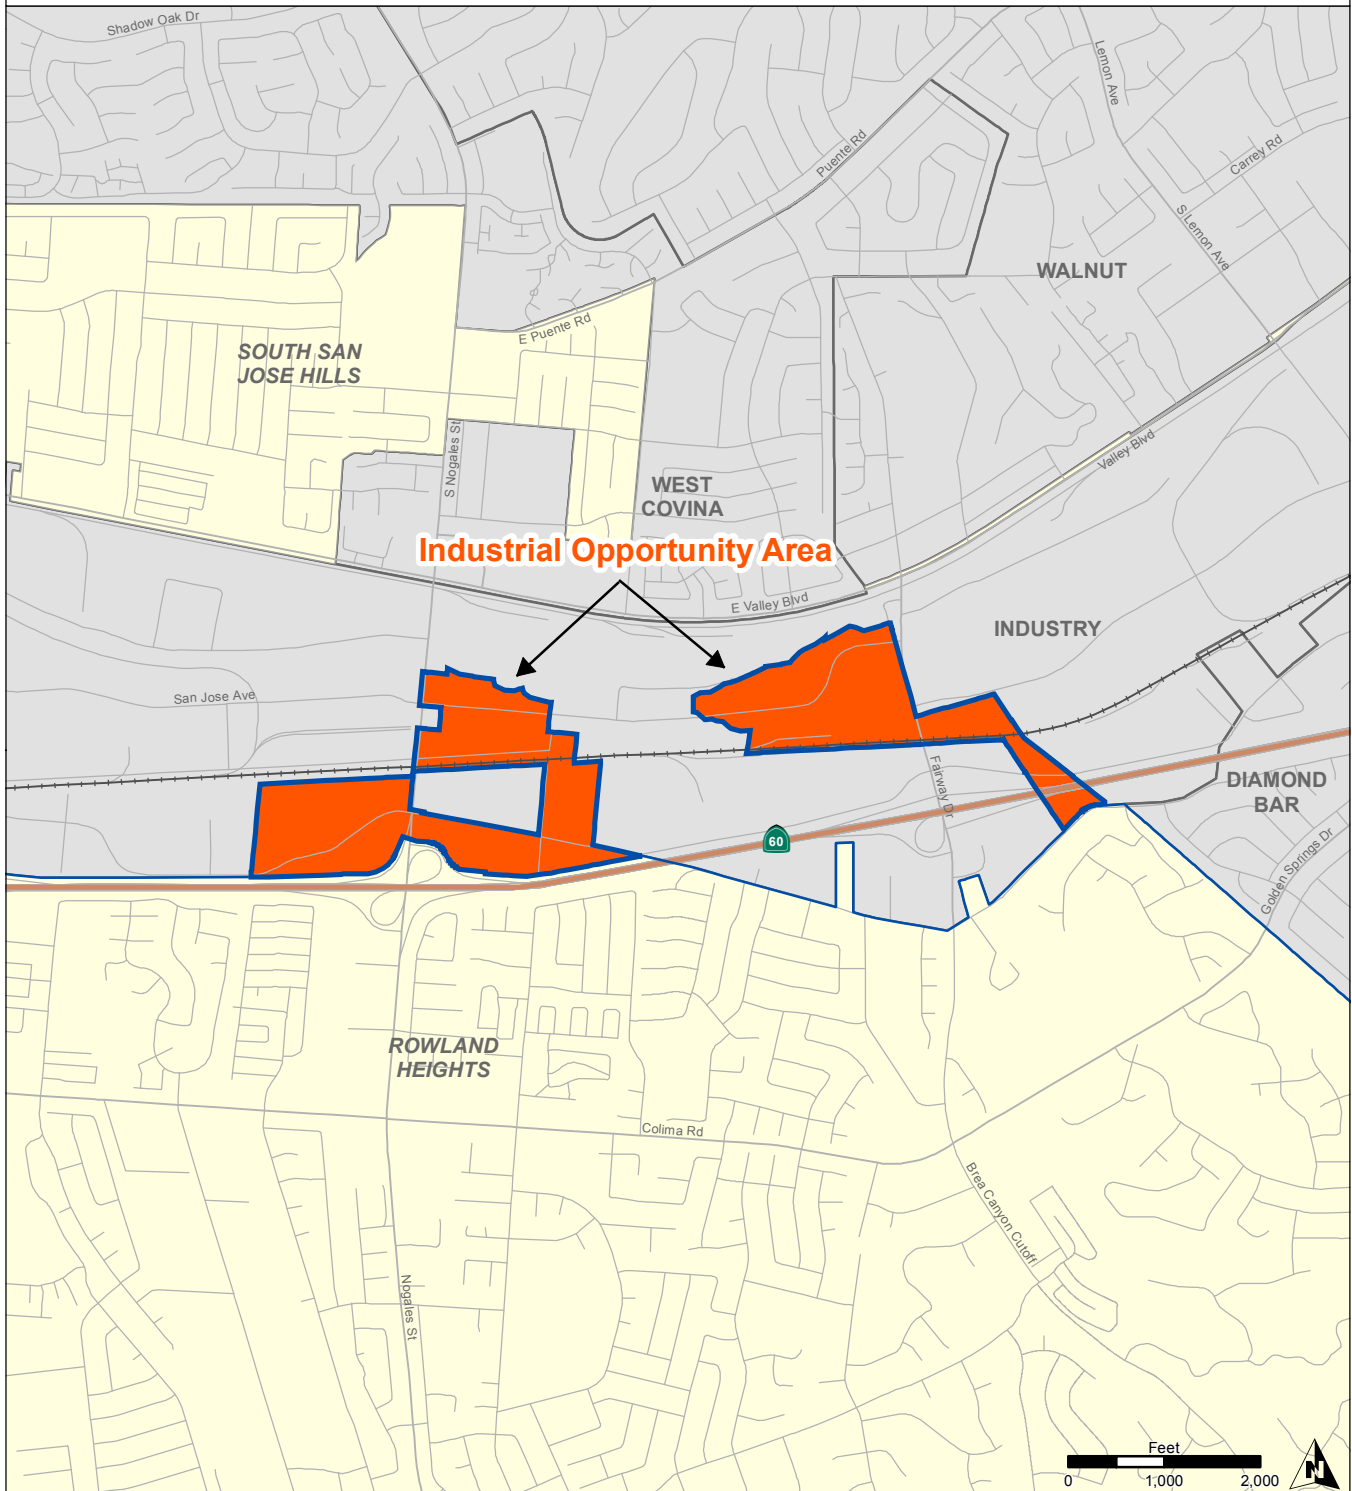 Shadow Oak Dr
Lemon Ave
Puente Rd
Carrey Rd
S Lemon Ave
WALNUT
E Puente Rd
SOUTH SAN
JOSE HILLS
S Nogales St
Valley Blvd
WEST
COVINA
Industrial Opportunity Area
E Valley Blvd
INDUSTRY
San Jose Ave
Fairway Dr
DIAMOND
BAR
60
Golden Springs Dr
ROWLAND
HEIGHTS
Colima Rd
Brea Canyon Cutoff
Nogales St
Feet
0 1,000 2,000
N